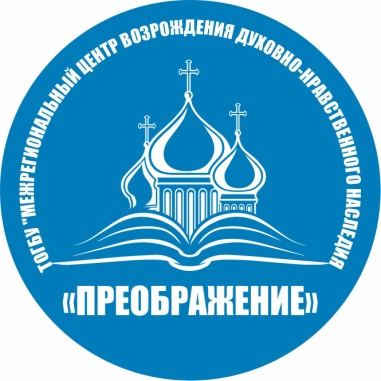 ТОГБУ "МЕЖРЕГИОНАЛЬНЫЙ ЦЕНТР ВОЗРОЖДЕНИЯ ДУХОВНО-НРАВСТВЕННОГО НАСЛЕДИЯ
«ПРЕОБРАЖЕНИЕ»